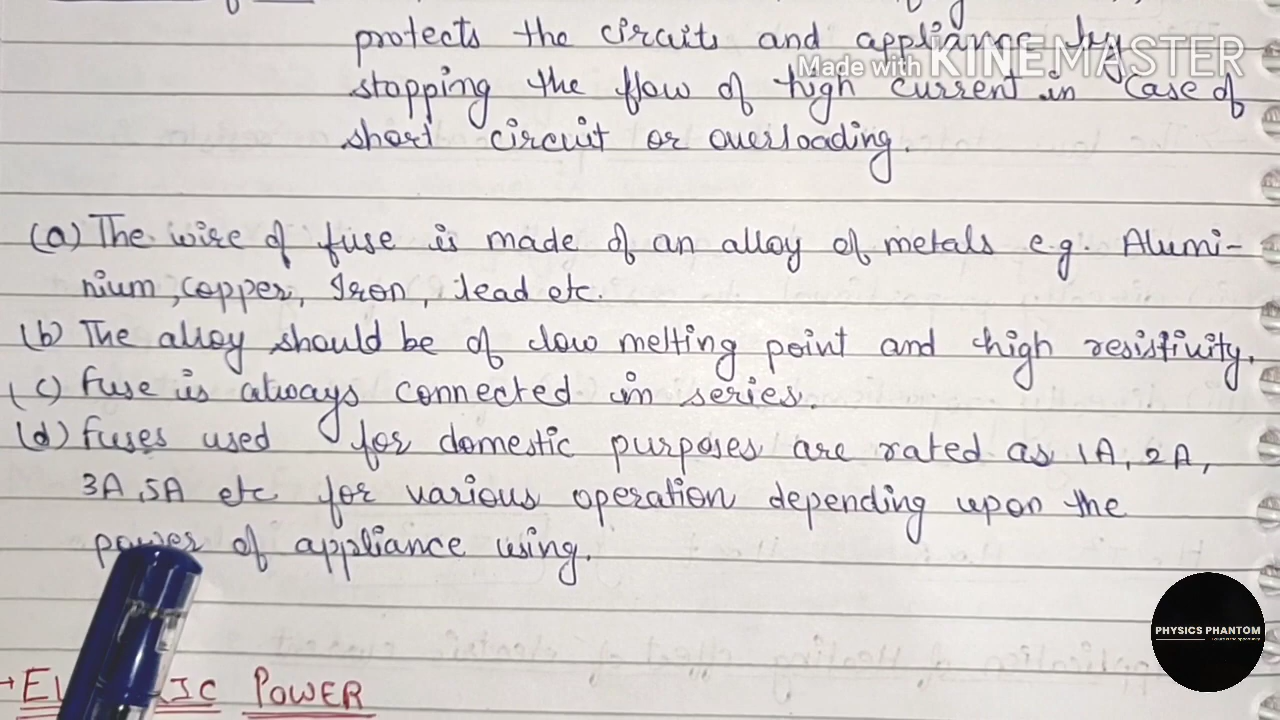 protects the circuits and appliance by
Made with KINEMASTER
stopping the flow of high current in case of
short circuit or overloading.
(a) The wire of fuse is made of an alloy of metals e.g. Alumi-
nium, copper, Iron, lead etc.
(b) The alloy should be of low melting point and high resistivity.
(c) Fuse is always connected in series.
(d) Fuses used for domestic purposes are rated as 1A, 2A,
3A, 5A etc for various operation depending upon the
power of appliance using.
PHYSICS PHANTOM
→ POWER